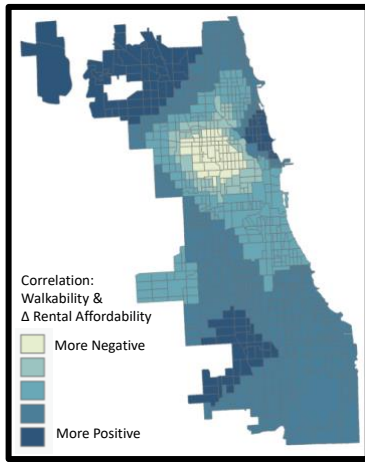 Correlation:
Walkability &
Δ Rental Affordability
More Negative
More Positive